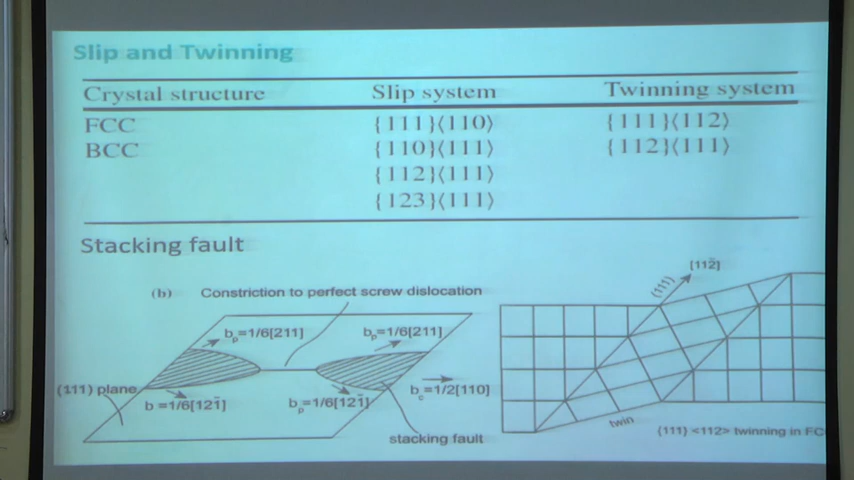 Slip and Twinning
Crystal structure Slip system Twinning system
FCC {111}⟨110⟩ {111}⟨112⟩
BCC {110}⟨111⟩ {112}⟨111⟩
{112}⟨111⟩
{123}⟨111⟩
Stacking fault
(b) Constriction to perfect screw dislocation
bp=1/6[211] bp=1/6[211]
(111) plane
b =1/6[121̄] bp=1/6[121̄] bc=1/2[110]
stacking fault
(111) [112̄]
twin
{111} <112> twinning in FC